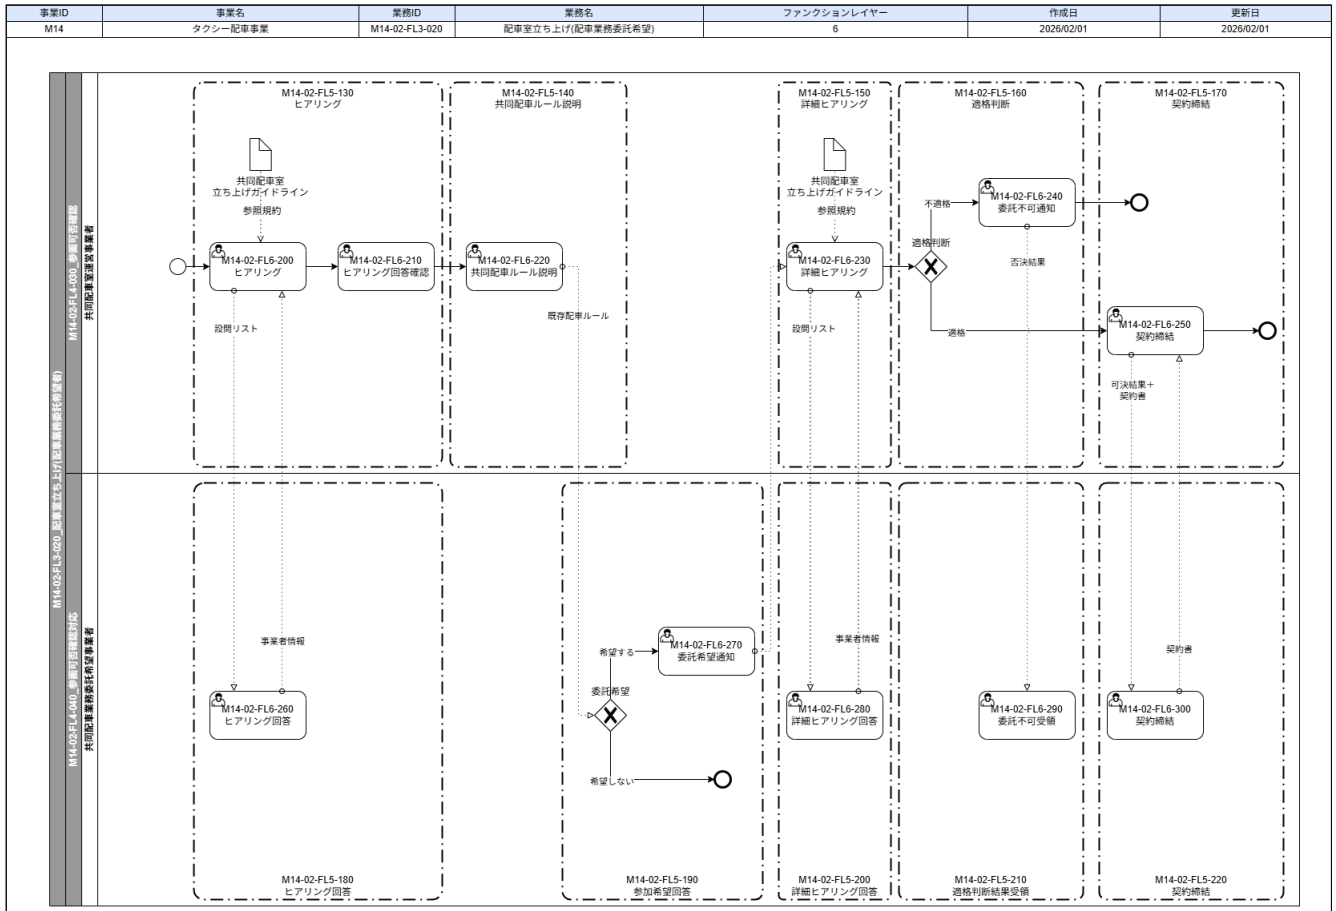 事業ID 事業名 業務ID 業務名 ファンクションレイヤー 作成日 更新日
M14 タクシー配車事業 M14-02-FL3-020 配車室立ち上げ(配車業務委託希望) 6 2026/02/01 2026/02/01
M14-02-FL3-020_配車室立ち上げ(配車業務委託希望者)
M14-02-FL4-030_参画可否確認
共同配車室運営事業者
M14-02-FL5-130
ヒアリング
共同配車室
立ち上げガイドライン
参照規約
M14-02-FL6-200
ヒアリング
M14-02-FL6-210
ヒアリング回答確認
設問リスト
M14-02-FL5-140
共同配車ルール説明
M14-02-FL6-220
共同配車ルール説明
既存配車ルール
M14-02-FL5-150
詳細ヒアリング
共同配車室
立ち上げガイドライン
参照規約
M14-02-FL6-230
詳細ヒアリング
設問リスト
M14-02-FL5-160
適格判断
適格判断
不適格
M14-02-FL6-240
委託不可通知
否決結果
適格
M14-02-FL5-170
契約締結
M14-02-FL6-250
契約締結
可決結果＋
契約書
M14-02-FL4-040_参画可否確認対応
共同配車業務委託希望事業者
事業者情報
M14-02-FL6-260
ヒアリング回答
M14-02-FL5-180
ヒアリング回答
委託希望
希望する
M14-02-FL6-270
委託希望通知
希望しない
M14-02-FL5-190
参加希望回答
事業者情報
M14-02-FL6-280
詳細ヒアリング回答
M14-02-FL5-200
詳細ヒアリング回答
M14-02-FL6-290
委託不可受領
M14-02-FL5-210
適格判断結果受領
契約書
M14-02-FL6-300
契約締結
M14-02-FL5-220
契約締結